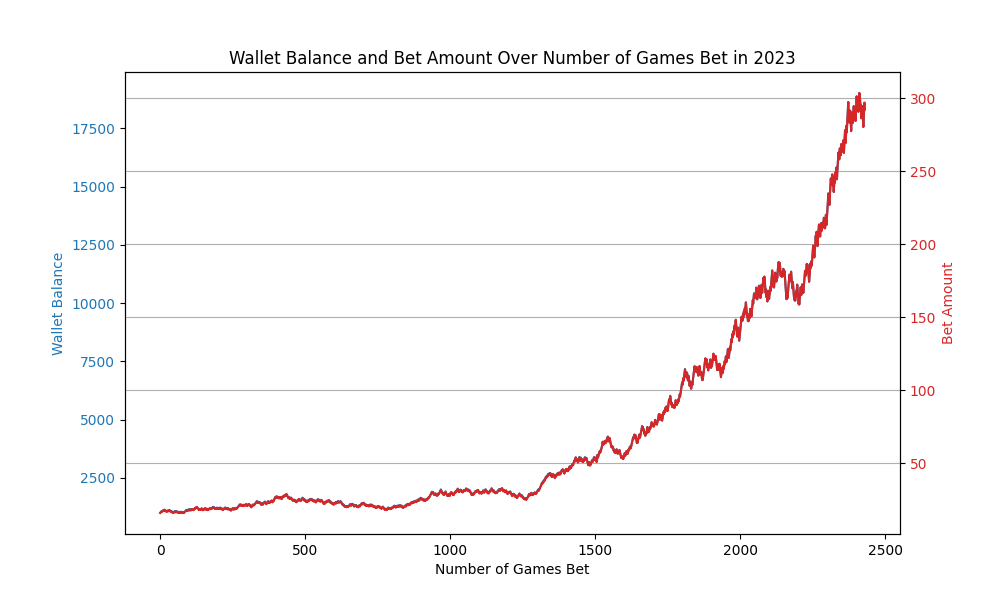 Wallet Balance and Bet Amount Over Number of Games Bet in 2023
17500
15000
12500
10000
7500
5000
2500
Wallet Balance
300
250
200
150
100
50
Bet Amount
0 500 1000 1500 2000 2500
Number of Games Bet